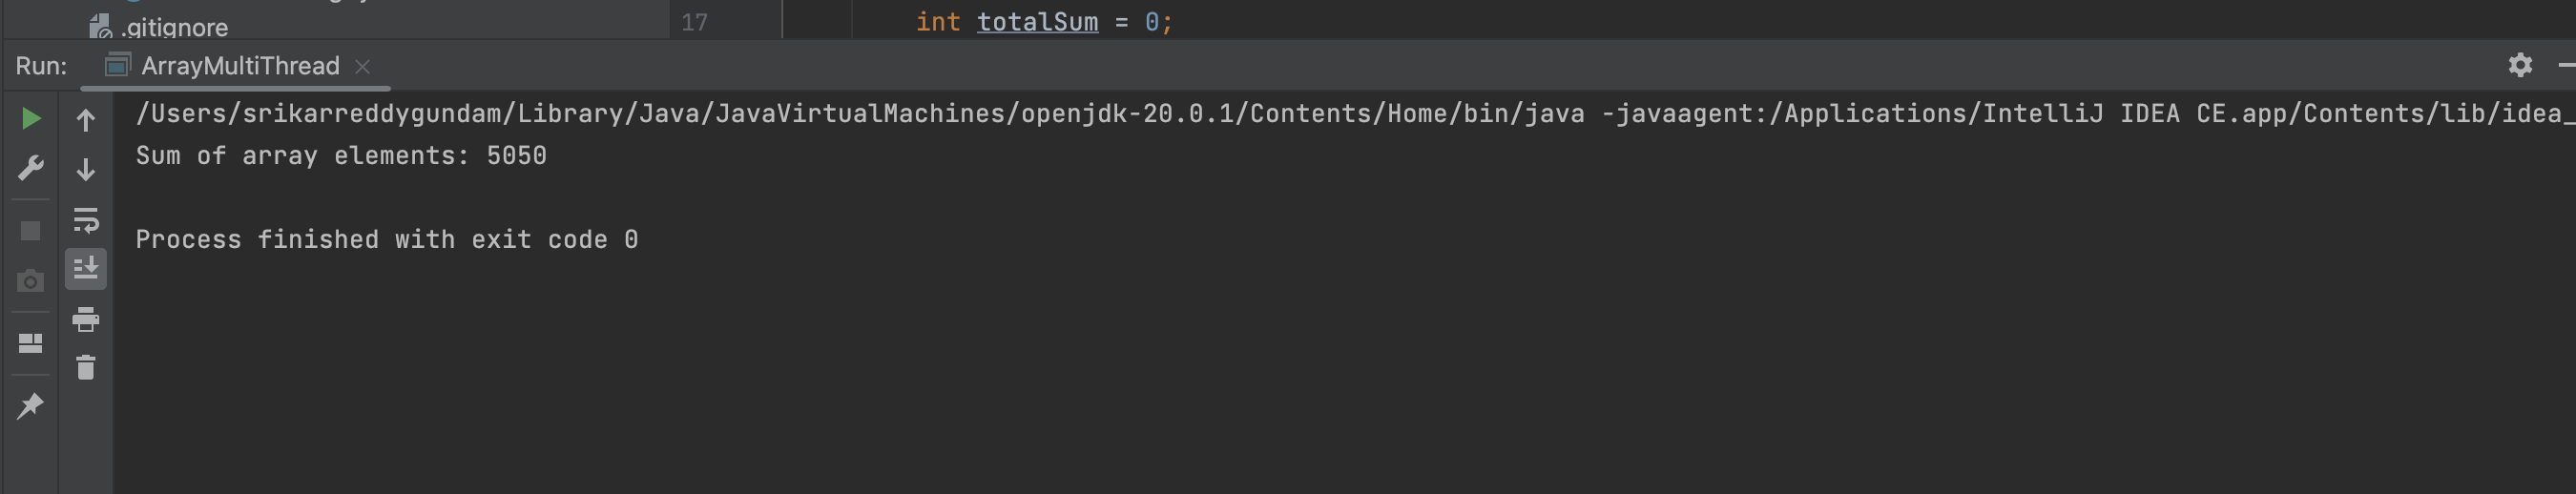 .gitignore
17 int totalSum = 0;
Run: ArrayMultiThread
/Users/srikarreddygundam/Library/Java/JavaVirtualMachines/openjdk-20.0.1/Contents/Home/bin/java -javaagent:/Applications/IntelliJ IDEA CE.app/Contents/lib/idea_
Sum of array elements: 5050
Process finished with exit code 0